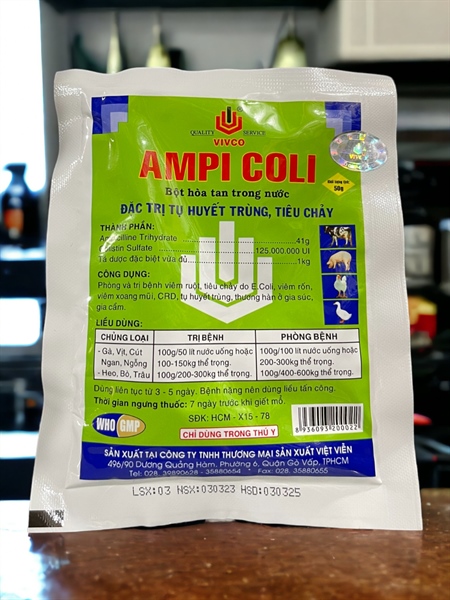 QUALITY SERVICE
VIVCO
AMPI COLI
Bột hòa tan trong nước
50g
ĐẶC TRỊ TỤ HUYẾT TRÙNG, TIÊU CHẢY
THÀNH PHẦN:
Ampicilline Trihydrate 41g
Colistin Sulfate 125.000.000 UI
Tá dược đặc biệt vừa đủ 1kg
CÔNG DỤNG:
Phòng và trị bệnh viêm ruột, tiêu chảy do E.Coli, viêm rốn,
viêm xoang mũi, CRD, tụ huyết trùng, thương hàn ở gia súc,
gia cầm.
LIỀU DÙNG:
CHỦNG LOẠI TRỊ BỆNH PHÒNG BỆNH
- Gà, Vịt, Cút 100g/50 lít nước uống hoặc 100g/100 lít nước uống hoặc
Ngan, Ngỗng 100-150kg thể trọng. 200-300kg thể trọng.
- Heo, Bò, Trâu 100g/200-300kg thể trọng. 100g/400-600kg thể trọng.
Dùng liên tục từ 3 - 5 ngày. Bệnh nặng nên dùng liều tấn công.
Thời gian ngưng thuốc: 7 ngày trước khi giết mổ.
SĐK: HCM - X15 - 78
WHO GMP
CHỈ DÙNG TRONG THÚ Y
8936093200022
SẢN XUẤT TẠI CÔNG TY TNHH THƯƠNG MẠI SẢN XUẤT VIỆT VIỄN
496/90 Dương Quảng Hàm, Phường 6, Quận Gò Vấp, TPHCM
Tel: 028. 39890628 - 35880654 Fax: 028. 35880655
LSX:03 NSX:030323 HSD:030325